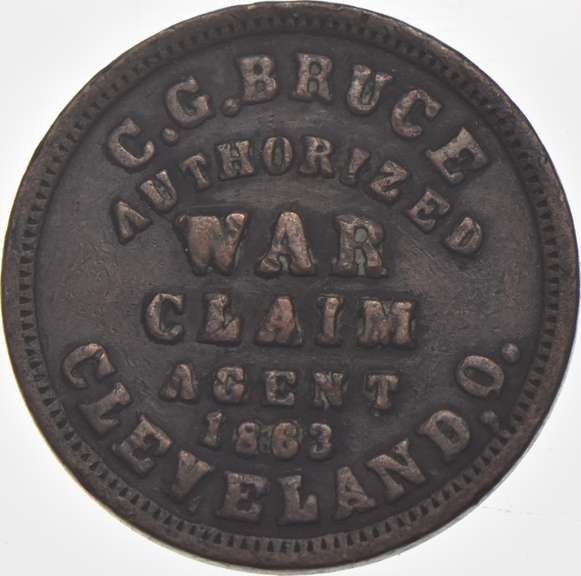 C.G.BRUCE
AUTHORIZED
WAR
CLAIM
AGENT
1863
CLEVELAND,O.